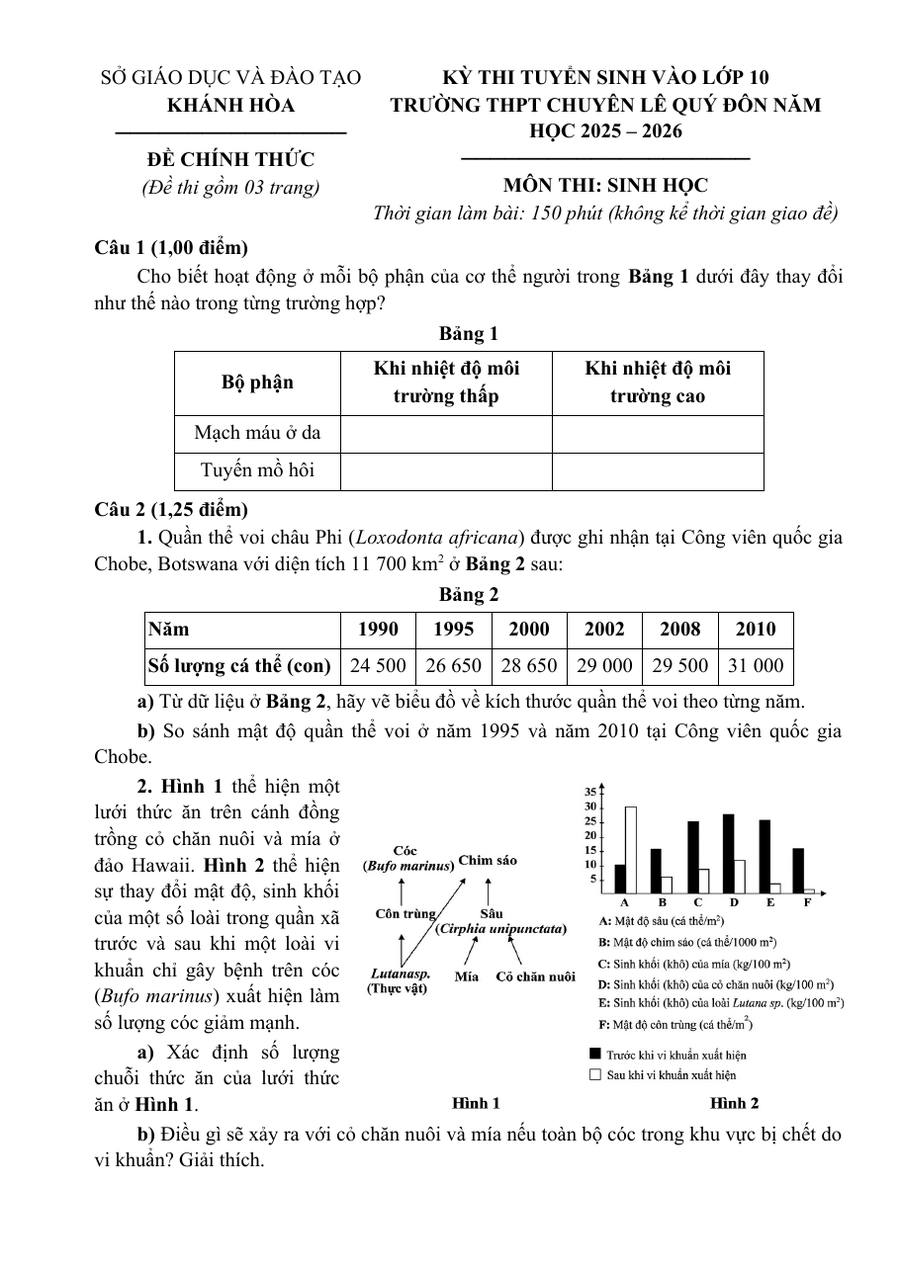 SỞ GIÁO DỤC VÀ ĐÀO TẠO
KHÁNH HÒA
ĐỀ CHÍNH THỨC
(Đề thi gồm 03 trang)
KỲ THI TUYỂN SINH VÀO LỚP 10
TRƯỜNG THPT CHUYÊN LÊ QUÝ ĐÔN NĂM
HỌC 2025 – 2026
MÔN THI: SINH HỌC
Thời gian làm bài: 150 phút (không kể thời gian giao đề)
Câu 1 (1,00 điểm)
Cho biết hoạt động ở mỗi bộ phận của cơ thể người trong Bảng 1 dưới đây thay đổi
như thế nào trong từng trường hợp?
Bảng 1
Bộ phận
Khi nhiệt độ môi
trường thấp
Khi nhiệt độ môi
trường cao
Mạch máu ở da
Tuyến mồ hôi
Câu 2 (1,25 điểm)
1. Quần thể voi châu Phi (Loxodonta africana) được ghi nhận tại Công viên quốc gia
Chobe, Botswana với diện tích 11 700 km² ở Bảng 2 sau:
Bảng 2
Năm 1990 1995 2000 2002 2008 2010
Số lượng cá thể (con) 24 500 26 650 28 650 29 000 29 500 31 000
a) Từ dữ liệu ở Bảng 2, hãy vẽ biểu đồ về kích thước quần thể voi theo từng năm.
b) So sánh mật độ quần thể voi ở năm 1995 và năm 2010 tại Công viên quốc gia
Chobe.
2. Hình 1 thể hiện một
lưới thức ăn trên cánh đồng
trồng cỏ chăn nuôi và mía ở
đảo Hawaii. Hình 2 thể hiện
sự thay đổi mật độ, sinh khối
của một số loài trong quần xã
trước và sau khi một loài vi
khuẩn chỉ gây bệnh trên cóc
(Bufo marinus) xuất hiện làm
số lượng cóc giảm mạnh.
a) Xác định số lượng
chuỗi thức ăn của lưới thức
ăn ở Hình 1.
Cóc
(Bufo marinus)
Chim sáo
Côn trùng
Sâu
(Cirphia unipunctata)
Lutanasp.
(Thực vật)
Mía
Cỏ chăn nuôi
Hình 1
35
30
25
20
15
10
5
A B C D E F
A: Mật độ sâu (cá thể/m²)
B: Mật độ chim sáo (cá thể/1000 m²)
C: Sinh khối (khô) của mía (kg/100 m²)
D: Sinh khối (khô) của cỏ chăn nuôi (kg/100 m²)
E: Sinh khối (khô) của loài Lutana sp. (kg/100 m²)
F: Mật độ côn trùng (cá thể/m²)
Trước khi vi khuẩn xuất hiện
Sau khi vi khuẩn xuất hiện
Hình 2
b) Điều gì sẽ xảy ra với cỏ chăn nuôi và mía nếu toàn bộ cóc trong khu vực bị chết do
vi khuẩn? Giải thích.